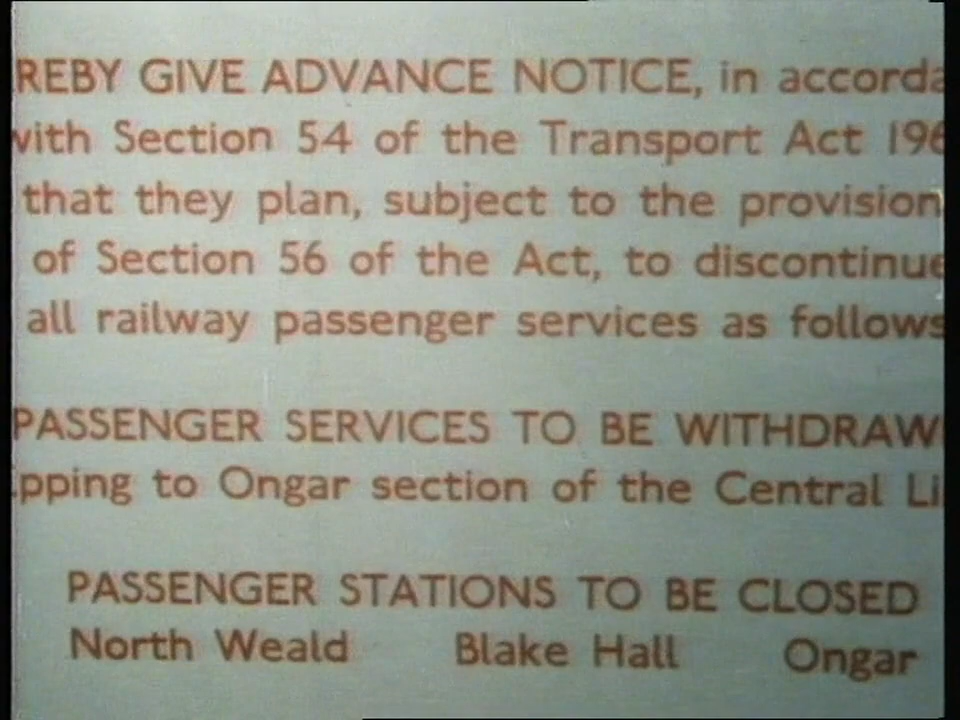 REBY GIVE ADVANCE NOTICE, in accorda
with Section 54 of the Transport Act 196
that they plan, subject to the provision
of Section 56 of the Act, to discontinue
all railway passenger services as follows
PASSENGER SERVICES TO BE WITHDRAW
pping to Ongar section of the Central Li
PASSENGER STATIONS TO BE CLOSED
North Weald Blake Hall Ongar